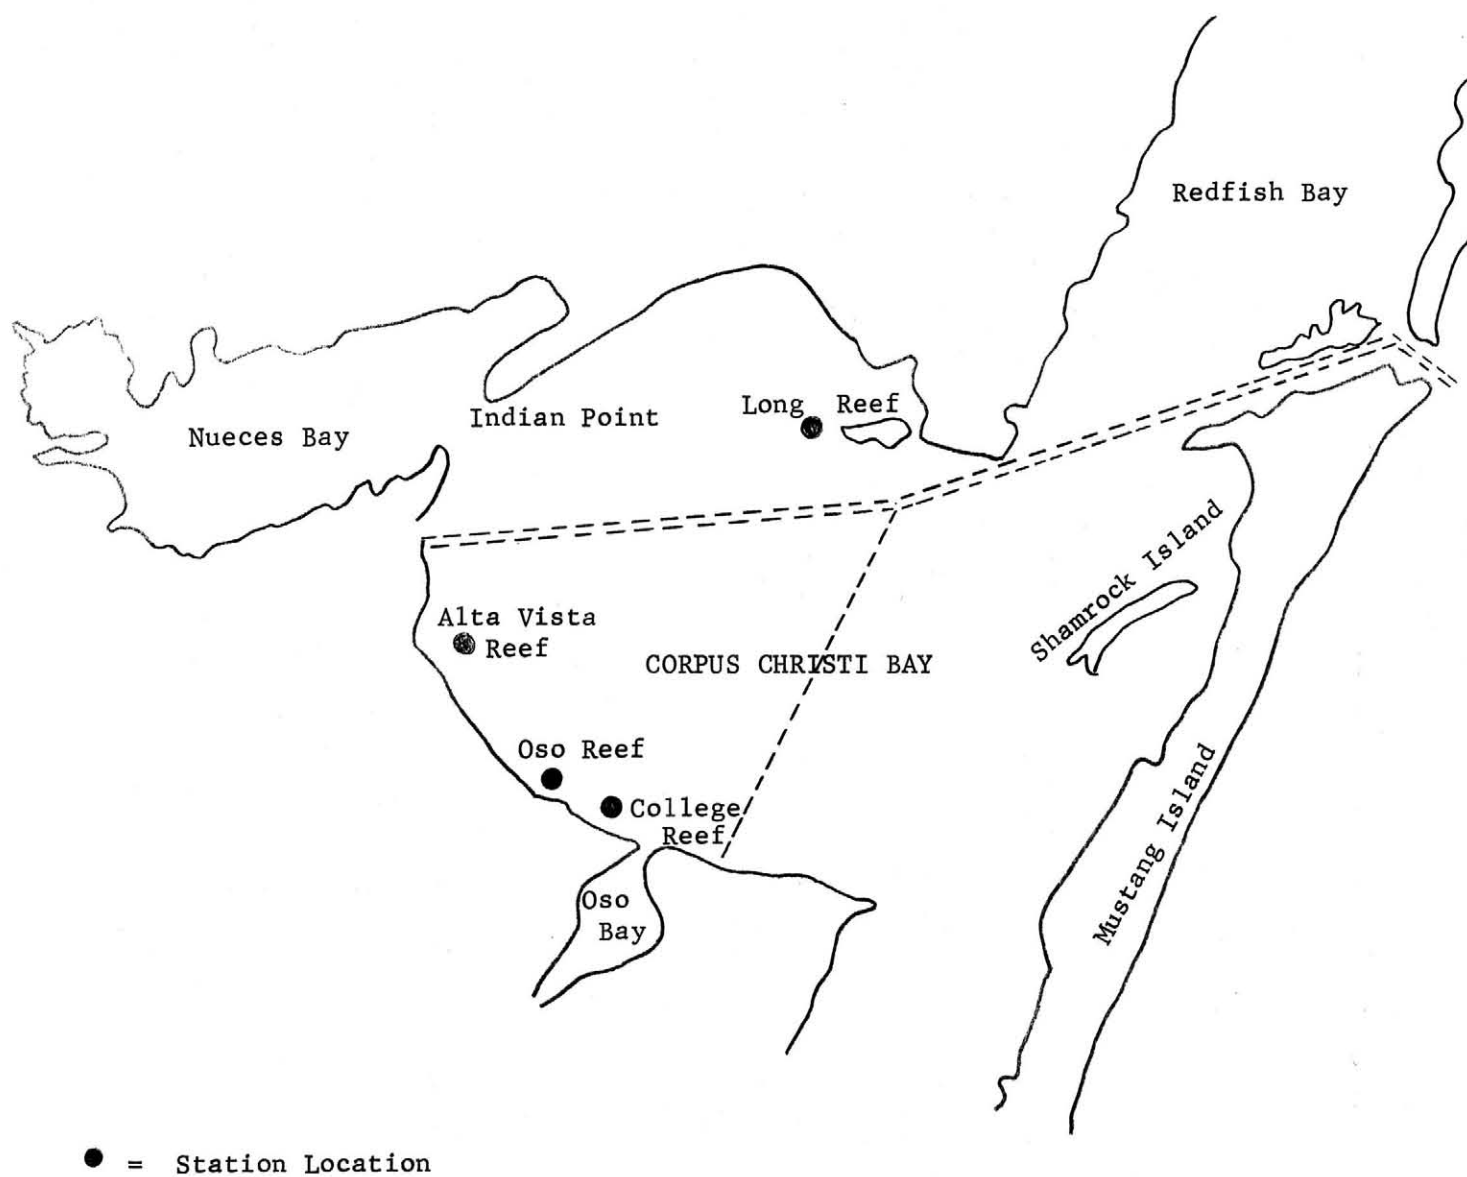 Redfish Bay
Long Reef
Indian Point
Nueces Bay
Shamrock Island
Alta Vista
Reef
CORPUS CHRISTI BAY
Oso Reef
College
Reef
Mustang Island
Oso
Bay
= Station Location